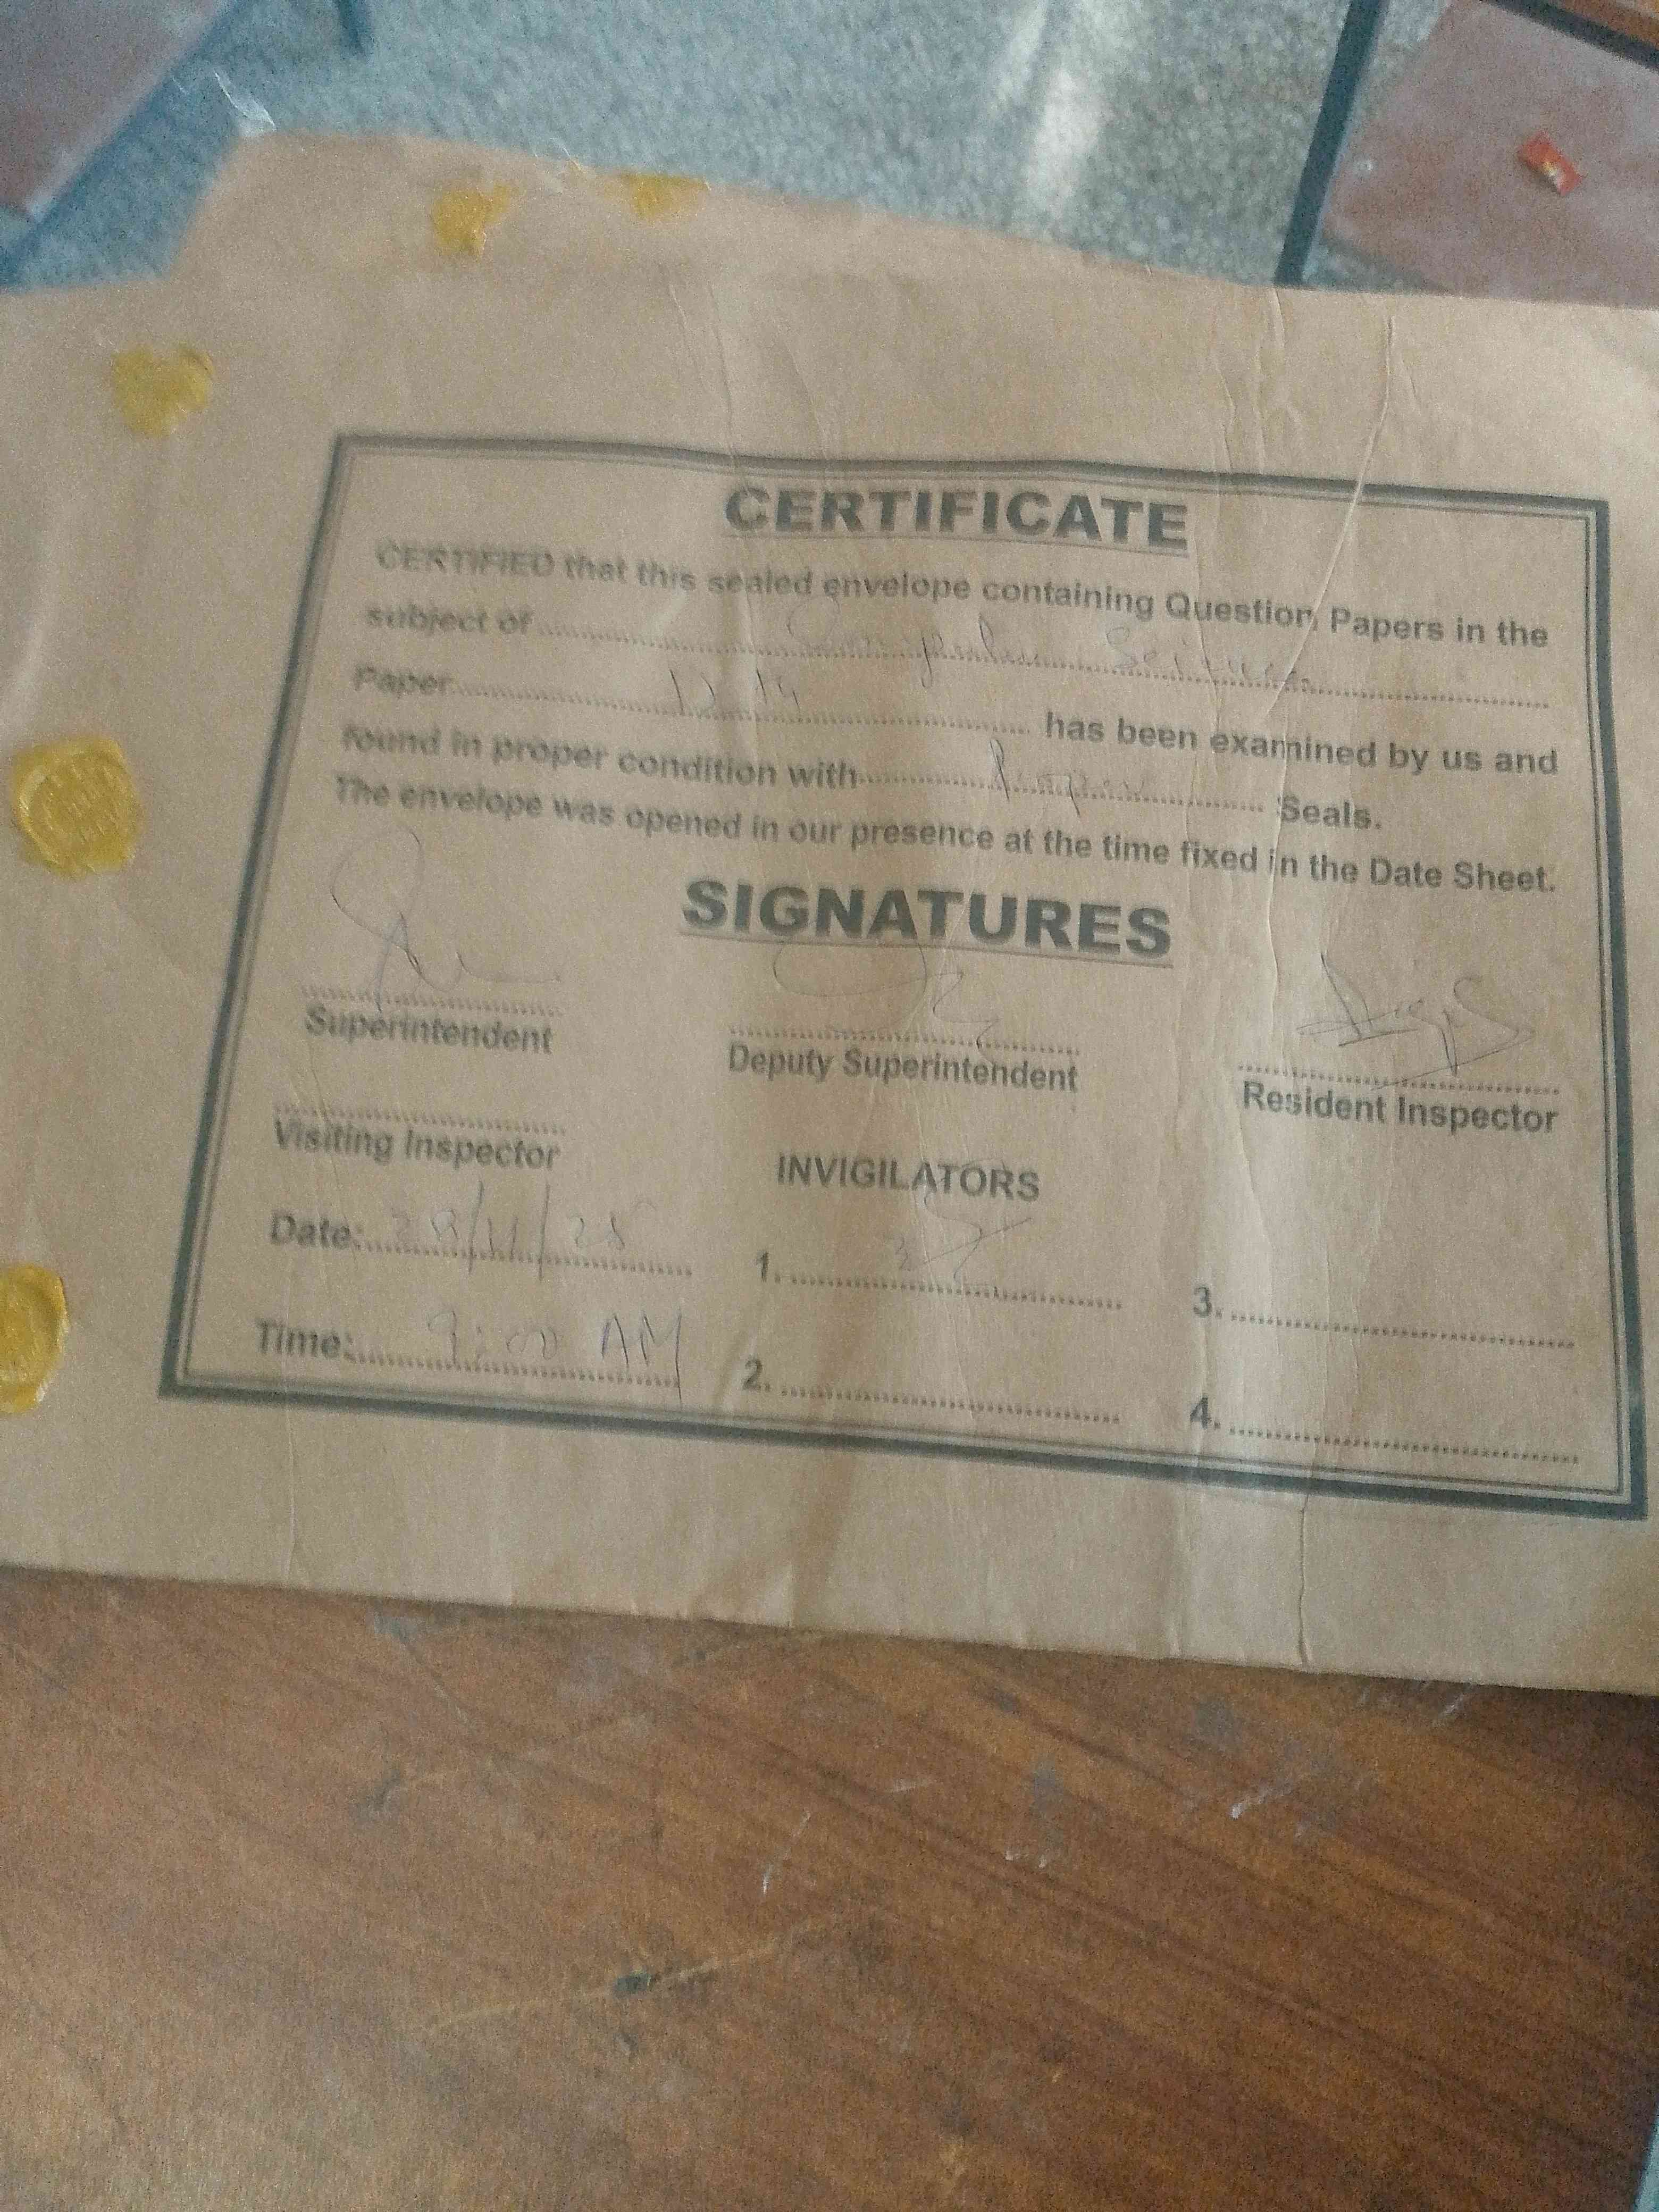 CERTIFICATE
CERTIFIED that this sealed envelope containing Question Papers in the
subject of Computer Science
Paper has been examined by us and
found in proper condition with Proper Seals.
The envelope was opened in our presence at the time fixed in the Date Sheet.
SIGNATURES
Superintendent
Deputy Superintendent
Resident Inspector
Visiting Inspector
INVIGILATORS
Date: 28/11/25
1.
3.
Time: 9:00 AM
2.
4.